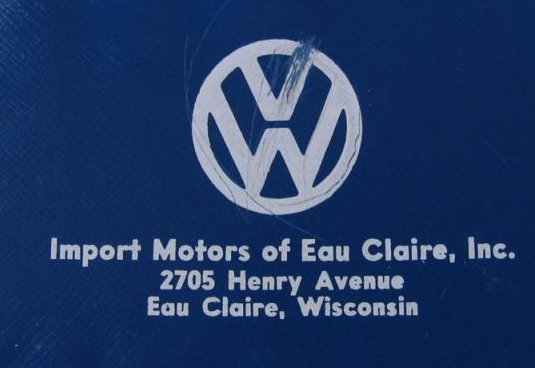 Import Motors of Eau Claire, Inc.
2705 Henry Avenue
Eau Claire, Wisconsin